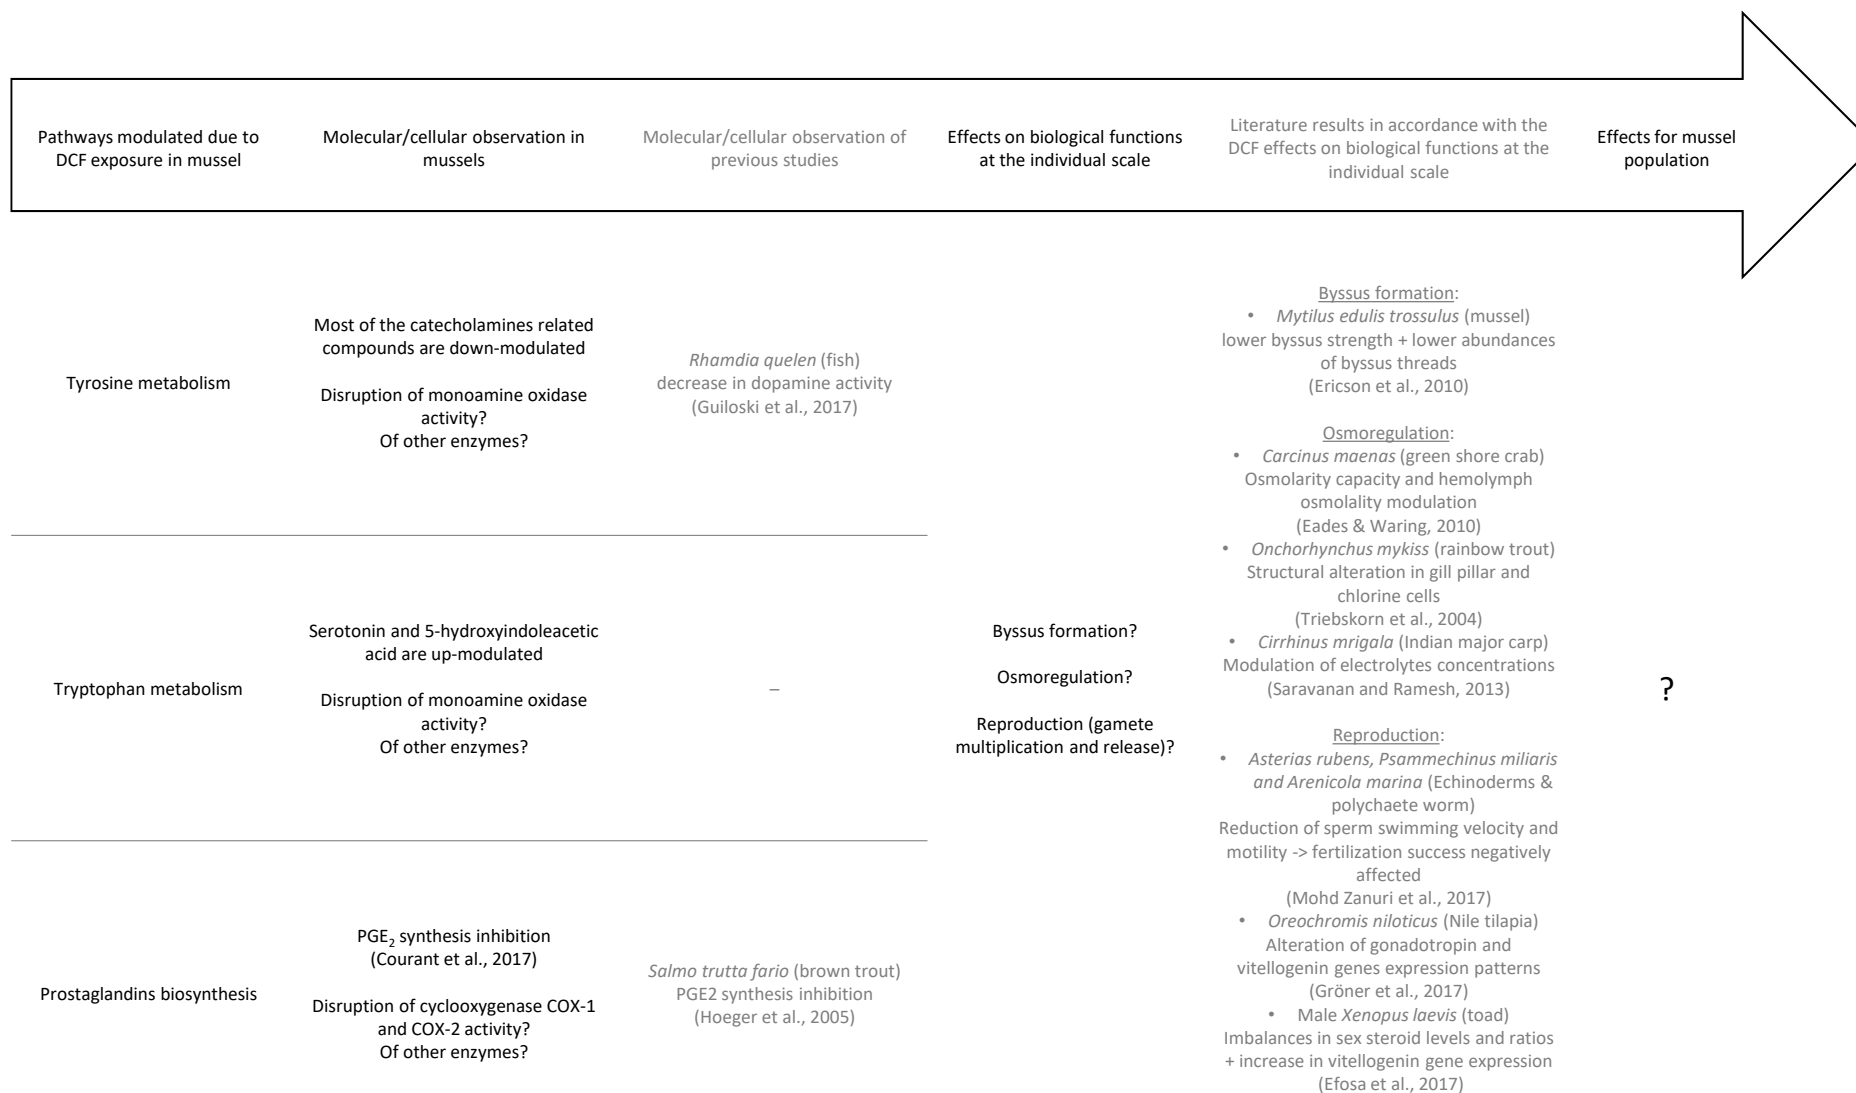 Pathways modulated due to
DCF exposure in mussel
Molecular/cellular observation in
mussels
Molecular/cellular observation of
previous studies
Effects on biological functions
at the individual scale
Literature results in accordance with the
DCF effects on biological functions at the
individual scale
Effects for mussel
population
Tyrosine metabolism
Most of the catecholamines related
compounds are down-modulated
Disruption of monoamine oxidase
activity?
Of other enzymes?
Rhamdia quelen (fish)
decrease in dopamine activity
(Guiloski et al., 2017)
Tryptophan metabolism
Serotonin and 5-hydroxyindoleacetic
acid are up-modulated
Disruption of monoamine oxidase
activity?
Of other enzymes?
–
Prostaglandins biosynthesis
PGE₂ synthesis inhibition
(Courant et al., 2017)
Disruption of cyclooxygenase COX-1
and COX-2 activity?
Of other enzymes?
Salmo trutta fario (brown trout)
PGE2 synthesis inhibition
(Hoeger et al., 2005)
Byssus formation?
Osmoregulation?
Reproduction (gamete
multiplication and release)?
Byssus formation:
• Mytilus edulis trossulus (mussel)
lower byssus strength + lower abundances
of byssus threads
(Ericson et al., 2010)
Osmoregulation:
• Carcinus maenas (green shore crab)
Osmolarity capacity and hemolymph
osmolality modulation
(Eades & Waring, 2010)
• Onchorhynchus mykiss (rainbow trout)
Structural alteration in gill pillar and
chlorine cells
(Triebskorn et al., 2004)
• Cirrhinus mrigala (Indian major carp)
Modulation of electrolytes concentrations
(Saravanan and Ramesh, 2013)
Reproduction:
• Asterias rubens, Psammechinus miliaris
and Arenicola marina (Echinoderms &
polychaete worm)
Reduction of sperm swimming velocity and
motility -> fertilization success negatively
affected
(Mohd Zanuri et al., 2017)
• Oreochromis niloticus (Nile tilapia)
Alteration of gonadotropin and
vitellogenin genes expression patterns
(Gröner et al., 2017)
• Male Xenopus laevis (toad)
Imbalances in sex steroid levels and ratios
+ increase in vitellogenin gene expression
(Efosa et al., 2017)
?